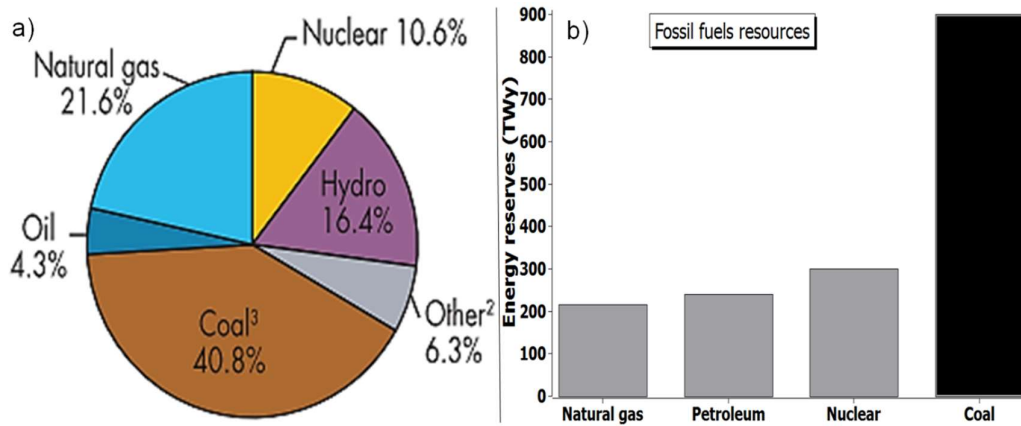 a)
Nuclear 10.6%
Natural gas
21.6%
Hydro
16.4%
Oil
4.3%
Coal³
40.8%
Other²
6.3%
b)
Fossil fuels resources
Energy reserves (TWy)
900
800
700
600
500
400
300
200
100
0
Natural gas
Petroleum
Nuclear
Coal